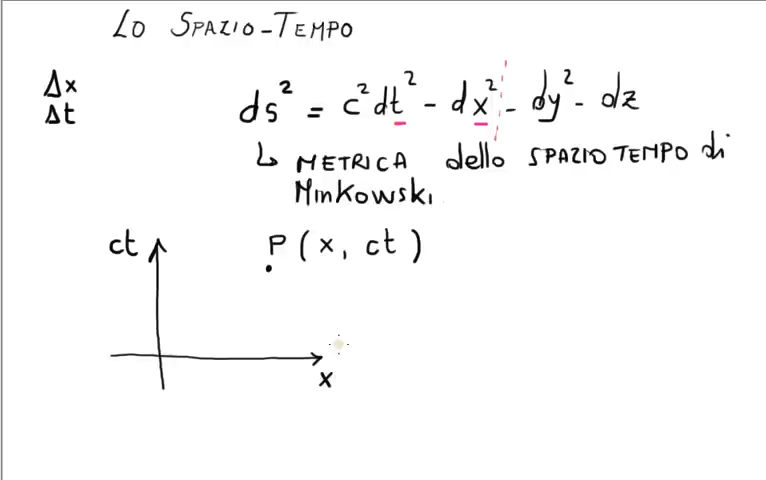 LO SPAZIO-TEMPO
Δx
Δt
ds² = c²dt² - dx² - dy² - dz
↳ METRICA dello SPAZIO TEMPO di
Minkowski
ct
P (x, ct)
x